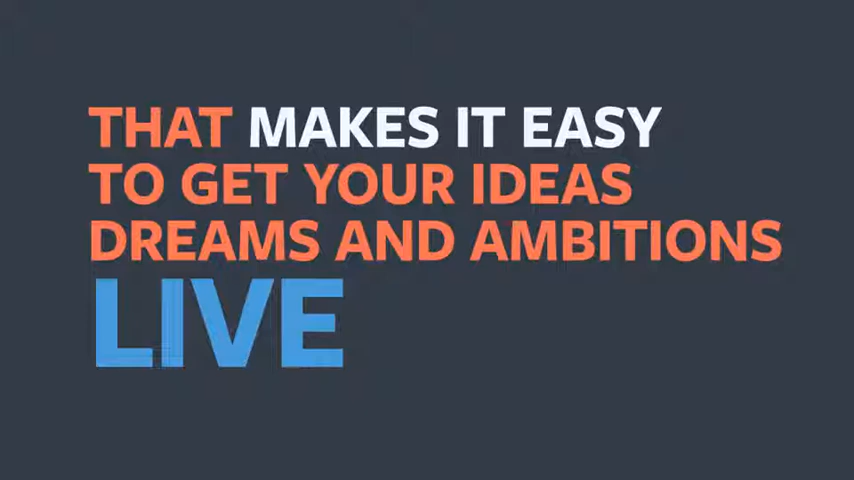 THAT MAKES IT EASY
TO GET YOUR IDEAS
DREAMS AND AMBITIONS
LIVE